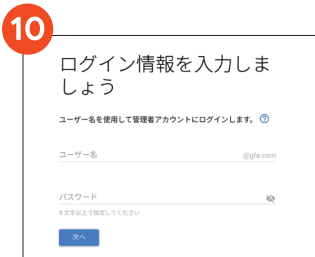 10
ログイン情報を入力しま
しょう
ユーザー名を使用して管理者アカウントにログインします。 ?
ユーザー名 @gfe.com
パスワード
8 文字以上で指定してください
次へ